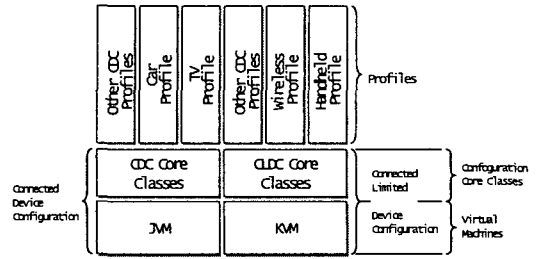 Other CDC
Profiles
Car
Profile
TV
Profile
Other CDC
Profiles
Wireless
Profile
Handheld
Profile
Profiles
CDC Core
Classes
CLDC Core
Classes
Connected
Limited
Confoguration
Core Classes
Connected
Device
Configuration
JVM
KVM
Device
Configuration
Virtual
Machines